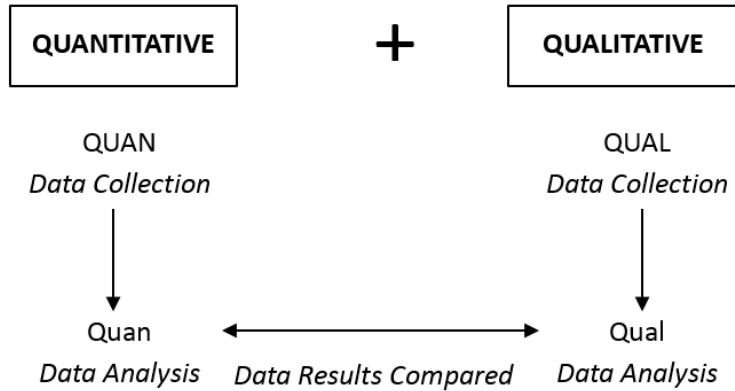 QUANTITATIVE + QUALITATIVE
QUAN QUAL
Data Collection Data Collection
Quan Qual
Data Analysis Data Results Compared Data Analysis